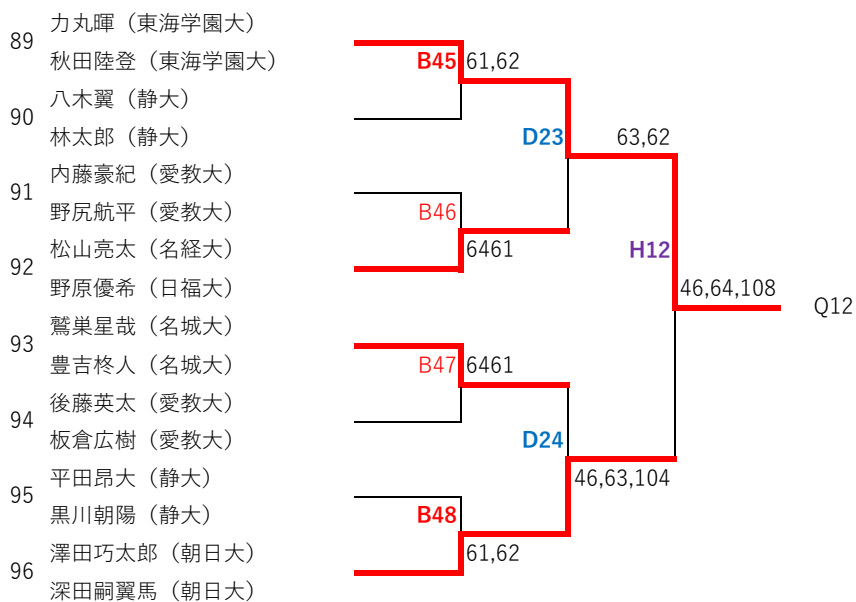 力丸暉（東海学園大）
89
秋田陸登（東海学園大）
B45 61,62
八木翼（静大）
90
林太郎（静大）
D23 63,62
内藤豪紀（愛教大）
91
野尻航平（愛教大）
B46
松山亮太（名経大）
6461
H12
92
野原優希（日福大）
46,64,108
Q12
鷲巣星哉（名城大）
93
豊吉柊人（名城大）
B47 6461
後藤英太（愛教大）
94
板倉広樹（愛教大）
D24
平田昂大（静大）
46,63,104
95
黒川朝陽（静大）
B48
澤田巧太郎（朝日大）
61,62
96
深田嗣翼馬（朝日大）